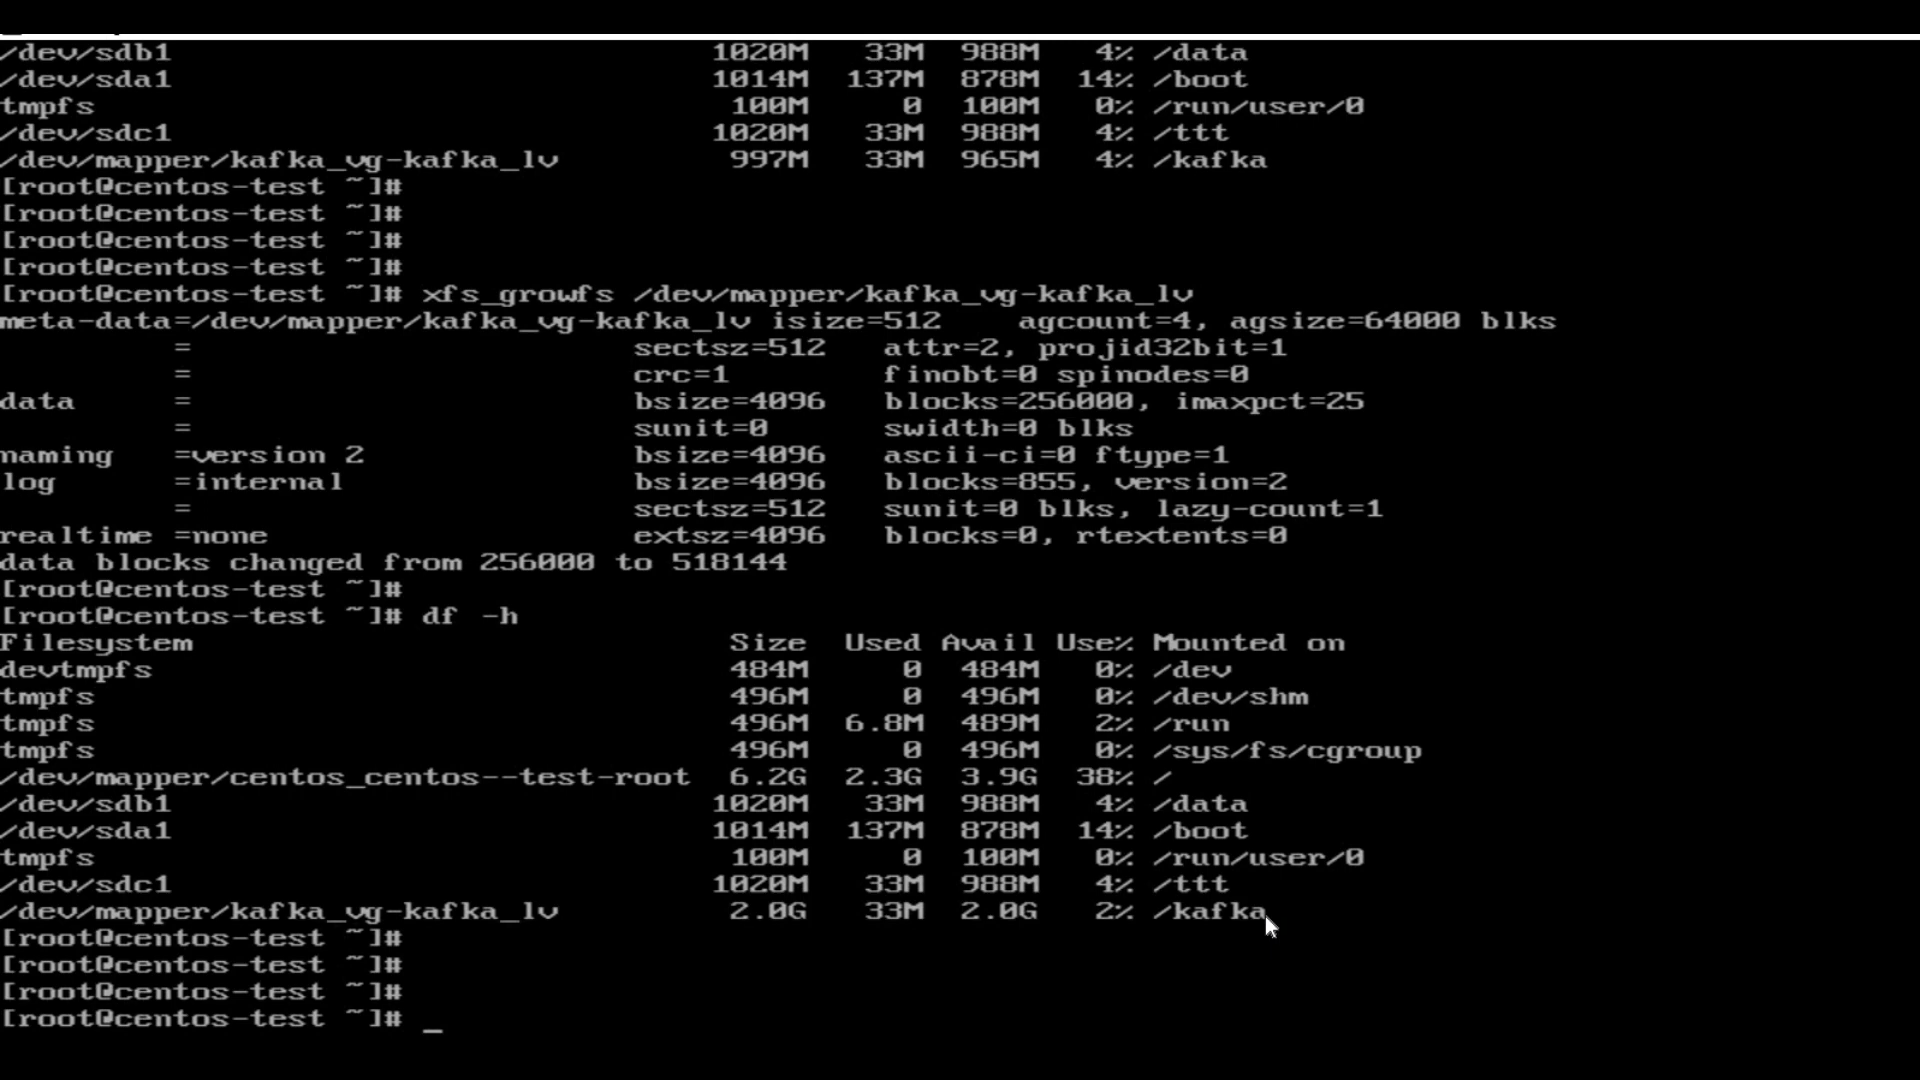 /dev/sdb1 1020M 33M 988M 4% /data
/dev/sda1 1014M 137M 878M 14% /boot
tmpfs 100M 0 100M 0% /run/user/0
/dev/sdc1 1020M 33M 988M 4% /ttt
/dev/mapper/kafka_vg-kafka_lv 997M 33M 965M 4% /kafka
[root@centos-test ~]#
[root@centos-test ~]#
[root@centos-test ~]#
[root@centos-test ~]#
[root@centos-test ~]# xfs_growfs /dev/mapper/kafka_vg-kafka_lv
meta-data=/dev/mapper/kafka_vg-kafka_lv isize=512 agcount=4, agsize=64000 blks
= sectsz=512 attr=2, projid32bit=1
= crc=1 finobt=0 spinodes=0
data = bsize=4096 blocks=256000, imaxpct=25
= sunit=0 swidth=0 blks
naming =version 2 bsize=4096 ascii-ci=0 ftype=1
log =internal bsize=4096 blocks=855, version=2
= sectsz=512 sunit=0 blks, lazy-count=1
realtime =none extsz=4096 blocks=0, rtextents=0
data blocks changed from 256000 to 518144
[root@centos-test ~]#
[root@centos-test ~]# df -h
Filesystem Size Used Avail Use% Mounted on
devtmpfs 484M 0 484M 0% /dev
tmpfs 496M 0 496M 0% /dev/shm
tmpfs 496M 6.8M 489M 2% /run
tmpfs 496M 0 496M 0% /sys/fs/cgroup
/dev/mapper/centos_centos--test-root 6.2G 2.3G 3.9G 38% /
/dev/sdb1 1020M 33M 988M 4% /data
/dev/sda1 1014M 137M 878M 14% /boot
tmpfs 100M 0 100M 0% /run/user/0
/dev/sdc1 1020M 33M 988M 4% /ttt
/dev/mapper/kafka_vg-kafka_lv 2.0G 33M 2.0G 2% /kafka
[root@centos-test ~]#
[root@centos-test ~]#
[root@centos-test ~]#
[root@centos-test ~]# _